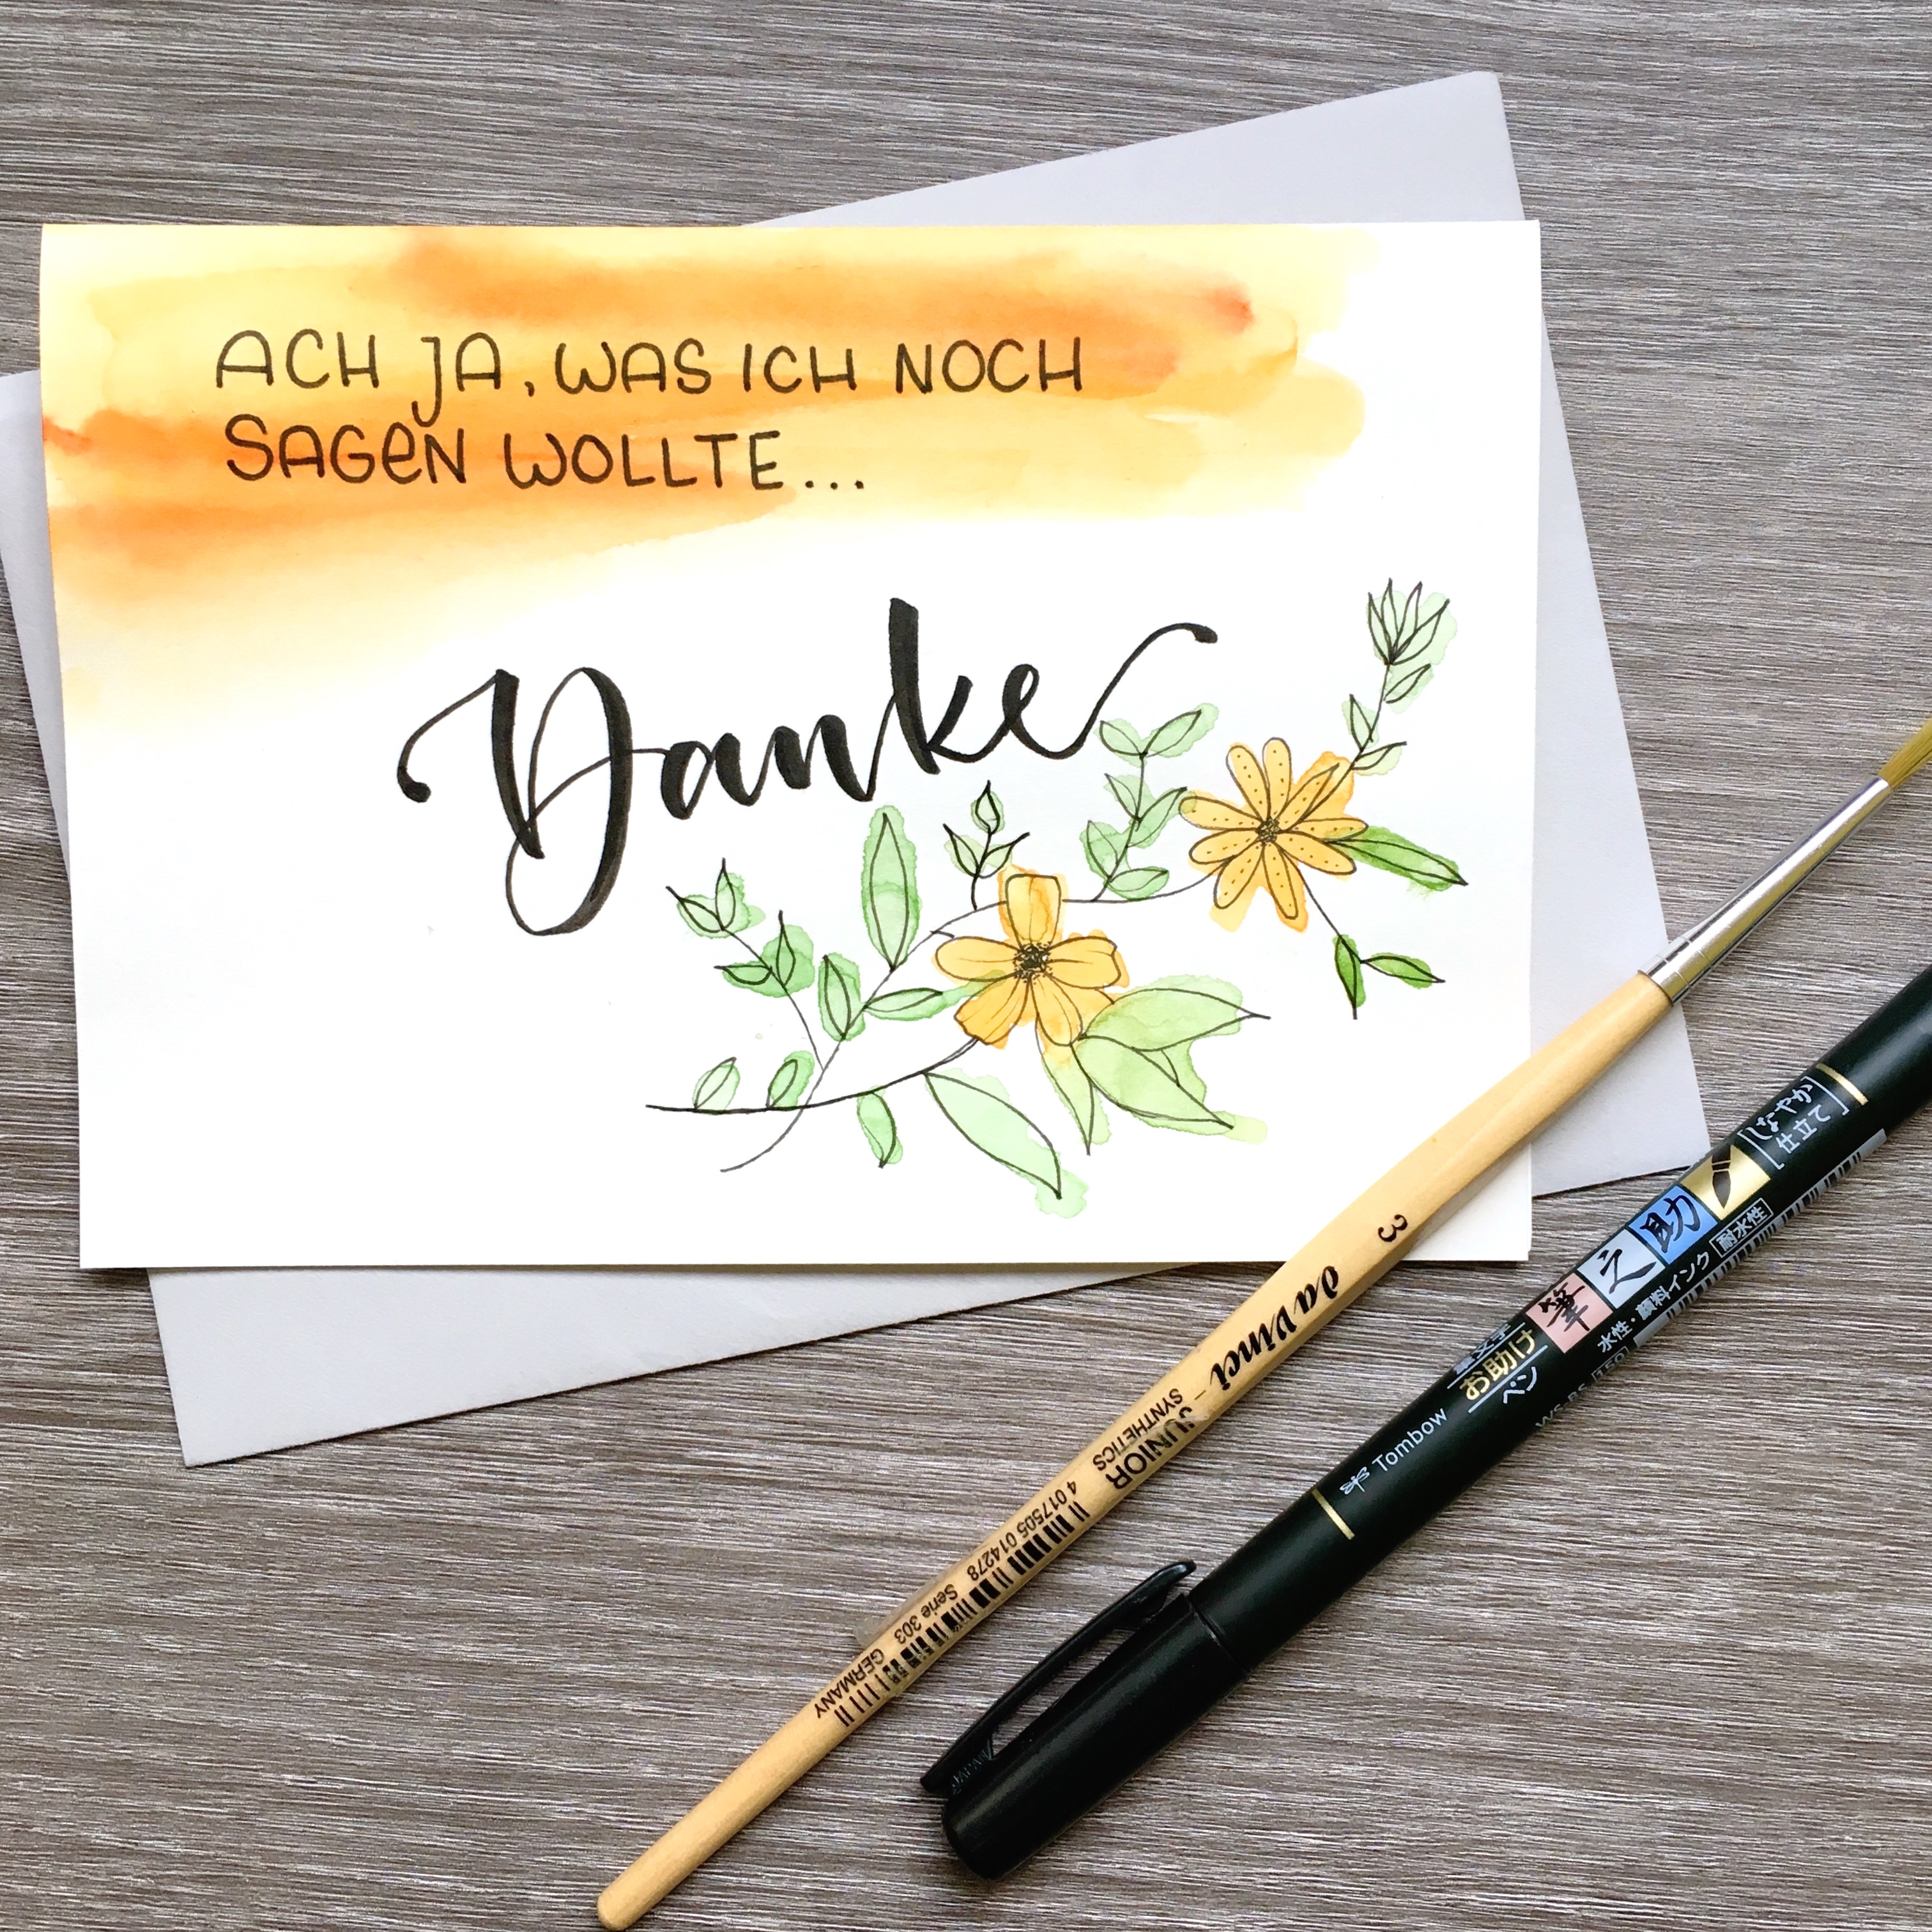 ACH JA, WAS ICH NOCH
SAGEN WOLLTE...
Danke
3
da Vinci
JUNIOR
SYNTHETICS
4 017505 014278
Serie 303
GERMANY
しなやか
仕立て
筆之助
水性・顔料インク 耐水性
お助け
ペン
Tombow